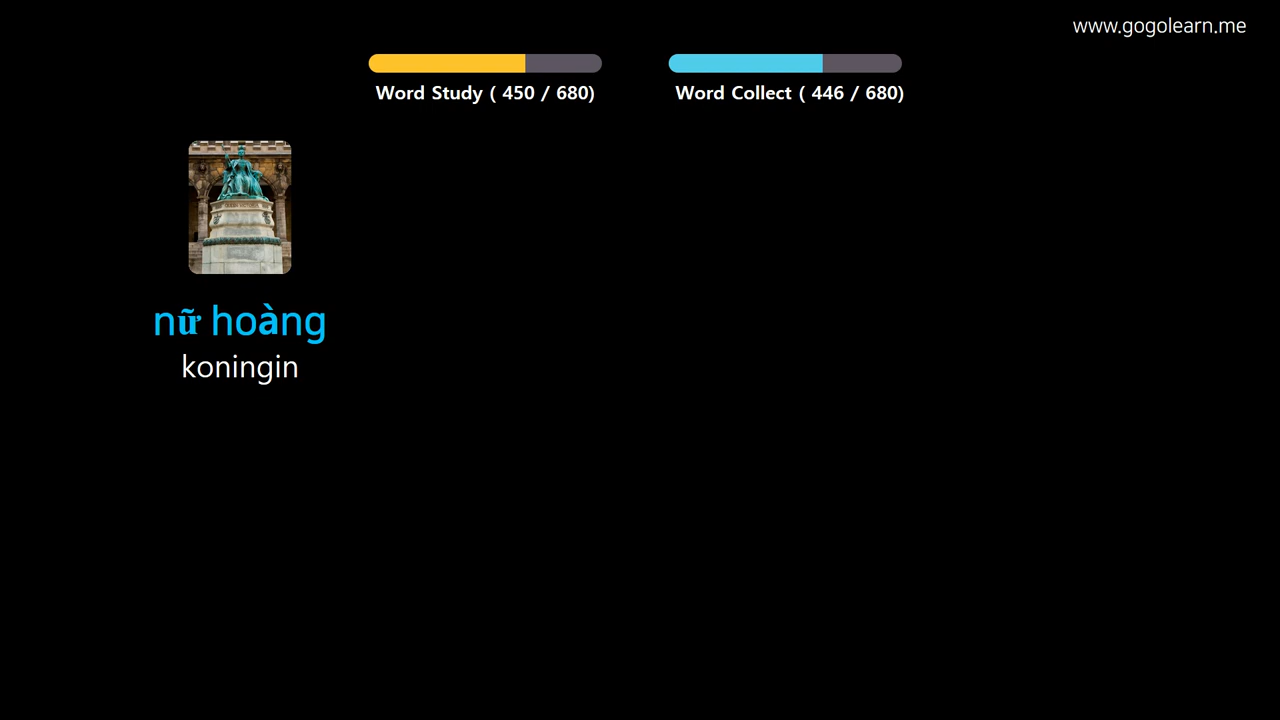 www.gogolearn.me
Word Study ( 450 / 680)
Word Collect ( 446 / 680)
nữ hoàng
koningin